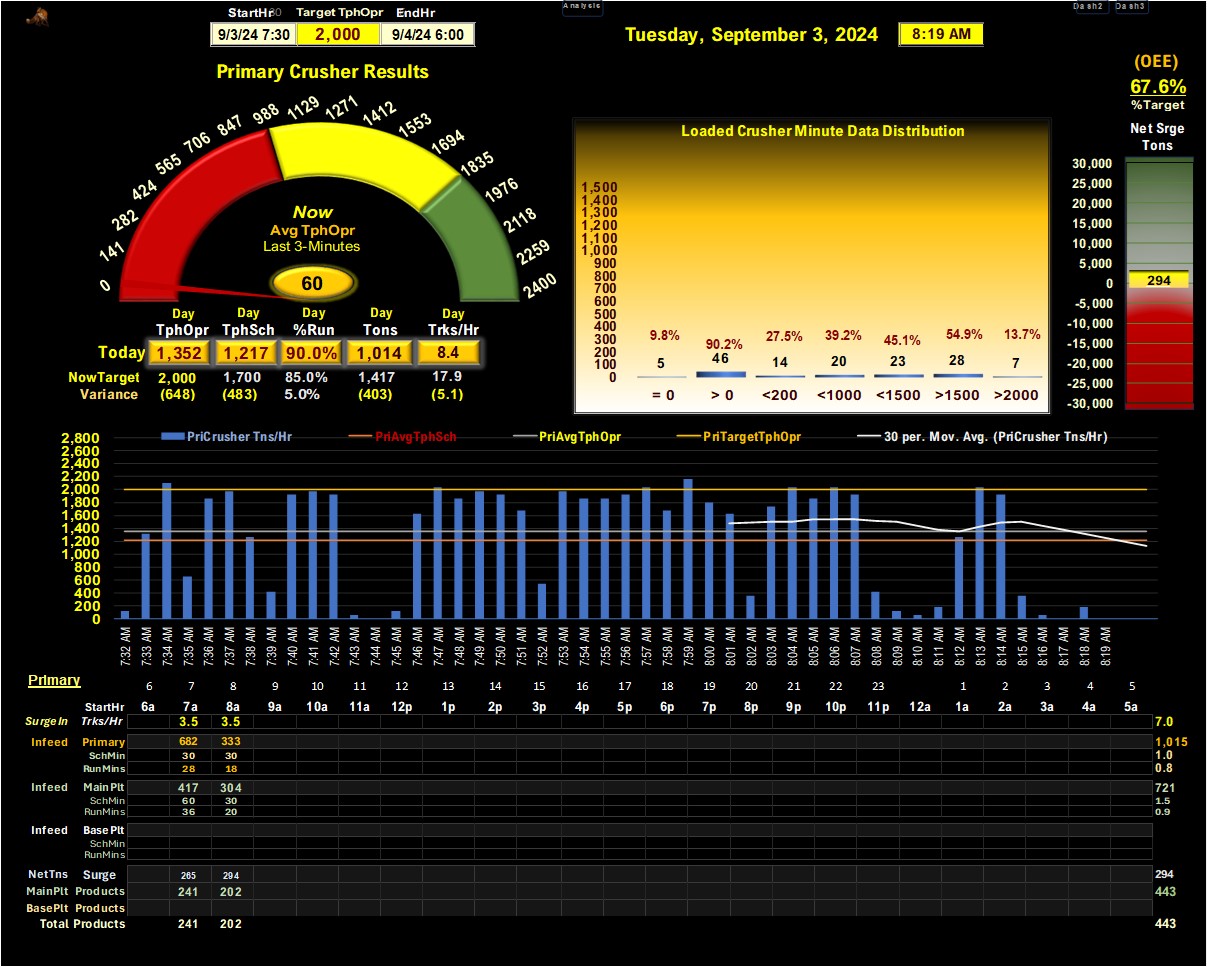 Analysis
Dash2 Dash3
StartHr30 Target TphOpr EndHr
9/3/24 7:30 2,000 9/4/24 6:00
Tuesday, September 3, 2024 8:19 AM
(OEE)
67.6%
%Target
Primary Crusher Results
0 141 282 424 565 706 847 988 1129 1271 1412 1553 1694 1835 1976 2118 2259 2400
Now
Avg TphOpr
Last 3-Minutes
60
Day Day Day Day Day
TphOpr TphSch %Run Tons Trks/Hr
Today 1,352 1,217 90.0% 1,014 8.4
NowTarget 2,000 1,700 85.0% 1,417 17.9
Variance (648) (483) 5.0% (403) (5.1)
Loaded Crusher Minute Data Distribution
1,500
1,400
1,300
1,200
1,100
1,000
900
800
700
600
500
400
300
200
100
0
9.8% 90.2% 27.5% 39.2% 45.1% 54.9% 13.7%
5 46 14 20 23 28 7
= 0 > 0 <200 <1000 <1500 >1500 >2000
Net Srge
Tons
30,000
25,000
20,000
15,000
10,000
5,000
0
-5,000
-10,000
-15,000
-20,000
-25,000
-30,000
294
PriCrusher Tns/Hr PriAvgTphSch PriAvgTphOpr PriTargetTphOpr 30 per. Mov. Avg. (PriCrusher Tns/Hr)
2,800
2,600
2,400
2,200
2,000
1,800
1,600
1,400
1,200
1,000
800
600
400
200
0
7:32 AM 7:33 AM 7:34 AM 7:35 AM 7:36 AM 7:37 AM 7:38 AM 7:39 AM 7:40 AM 7:41 AM 7:42 AM 7:43 AM 7:44 AM 7:45 AM 7:46 AM 7:47 AM 7:48 AM 7:49 AM 7:50 AM 7:51 AM 7:52 AM 7:53 AM 7:54 AM 7:55 AM 7:56 AM 7:57 AM 7:58 AM 7:59 AM 8:00 AM 8:01 AM 8:02 AM 8:03 AM 8:04 AM 8:05 AM 8:06 AM 8:07 AM 8:08 AM 8:09 AM 8:10 AM 8:11 AM 8:12 AM 8:13 AM 8:14 AM 8:15 AM 8:16 AM 8:17 AM 8:18 AM 8:19 AM
Primary
6 7 8 9 10 11 12 13 14 15 16 17 18 19 20 21 22 23 1 2 3 4 5
StartHr 6a 7a 8a 9a 10a 11a 12p 1p 2p 3p 4p 5p 6p 7p 8p 9p 10p 11p 12a 1a 2a 3a 4a 5a
SurgeIn Trks/Hr 3.5 3.5 7.0
Infeed Primary 682 333 1,015
SchMin 30 30 1.0
RunMins 28 18 0.8
Infeed Main Plt 417 304 721
SchMin 60 30 1.5
RunMins 36 20 0.9
Infeed Base Plt
SchMin
RunMins
NetTns Surge 265 294 294
MainPlt Products 241 202 443
BasePlt Products
Total Products 241 202 443